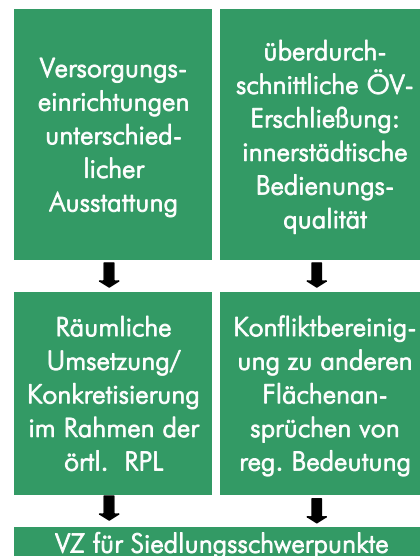 Versorgungs-
einrichtungen
unterschied-
licher
Ausstattung
überdurch-
schnittliche ÖV-
Erschließung:
innerstädtische
Bedienungs-
qualität
Räumliche
Umsetzung/
Konkretisierung
im Rahmen der
örtl. RPL
Konfliktbereinig-
ung zu anderen
Flächenan-
sprüchen von
reg. Bedeutung
VZ für Siedlungsschwerpunkte